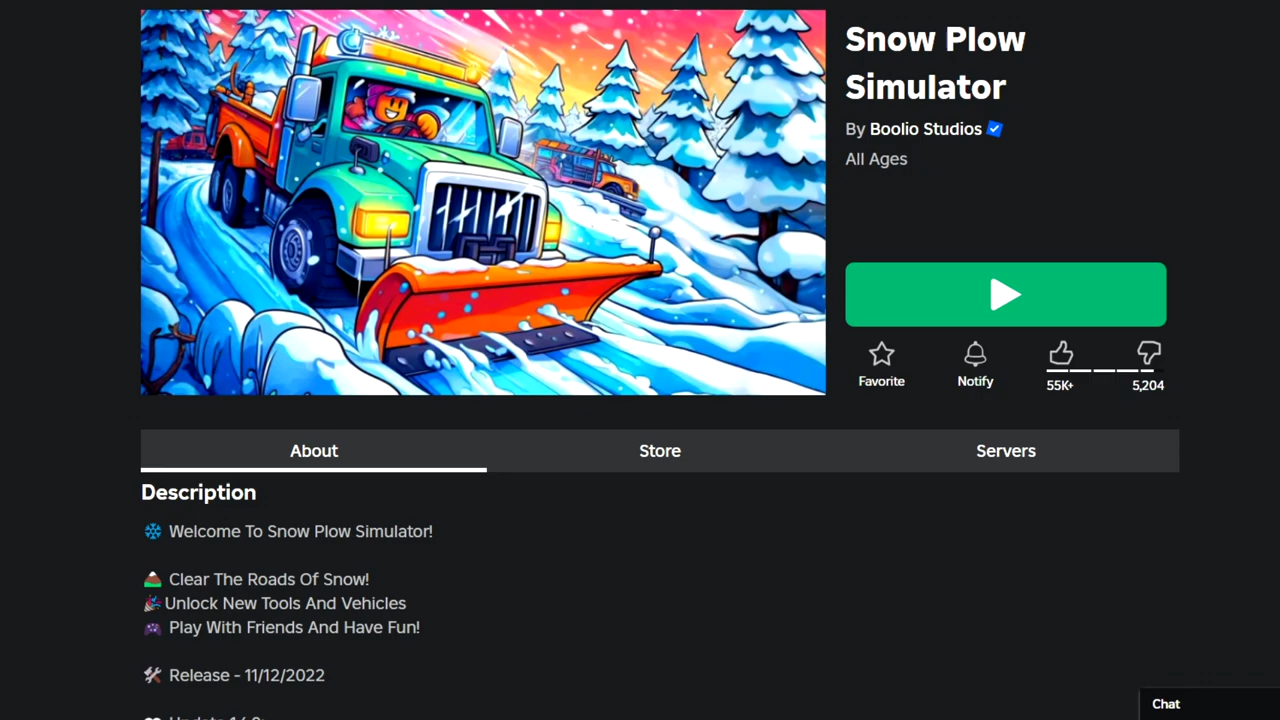 Snow Plow
Simulator
By Boolio Studios
All Ages
Favorite
Notify
55K+
5,204
About
Store
Servers
Description
Welcome To Snow Plow Simulator!
Clear The Roads Of Snow!
Unlock New Tools And Vehicles
Play With Friends And Have Fun!
Release - 11/12/2022
Chat